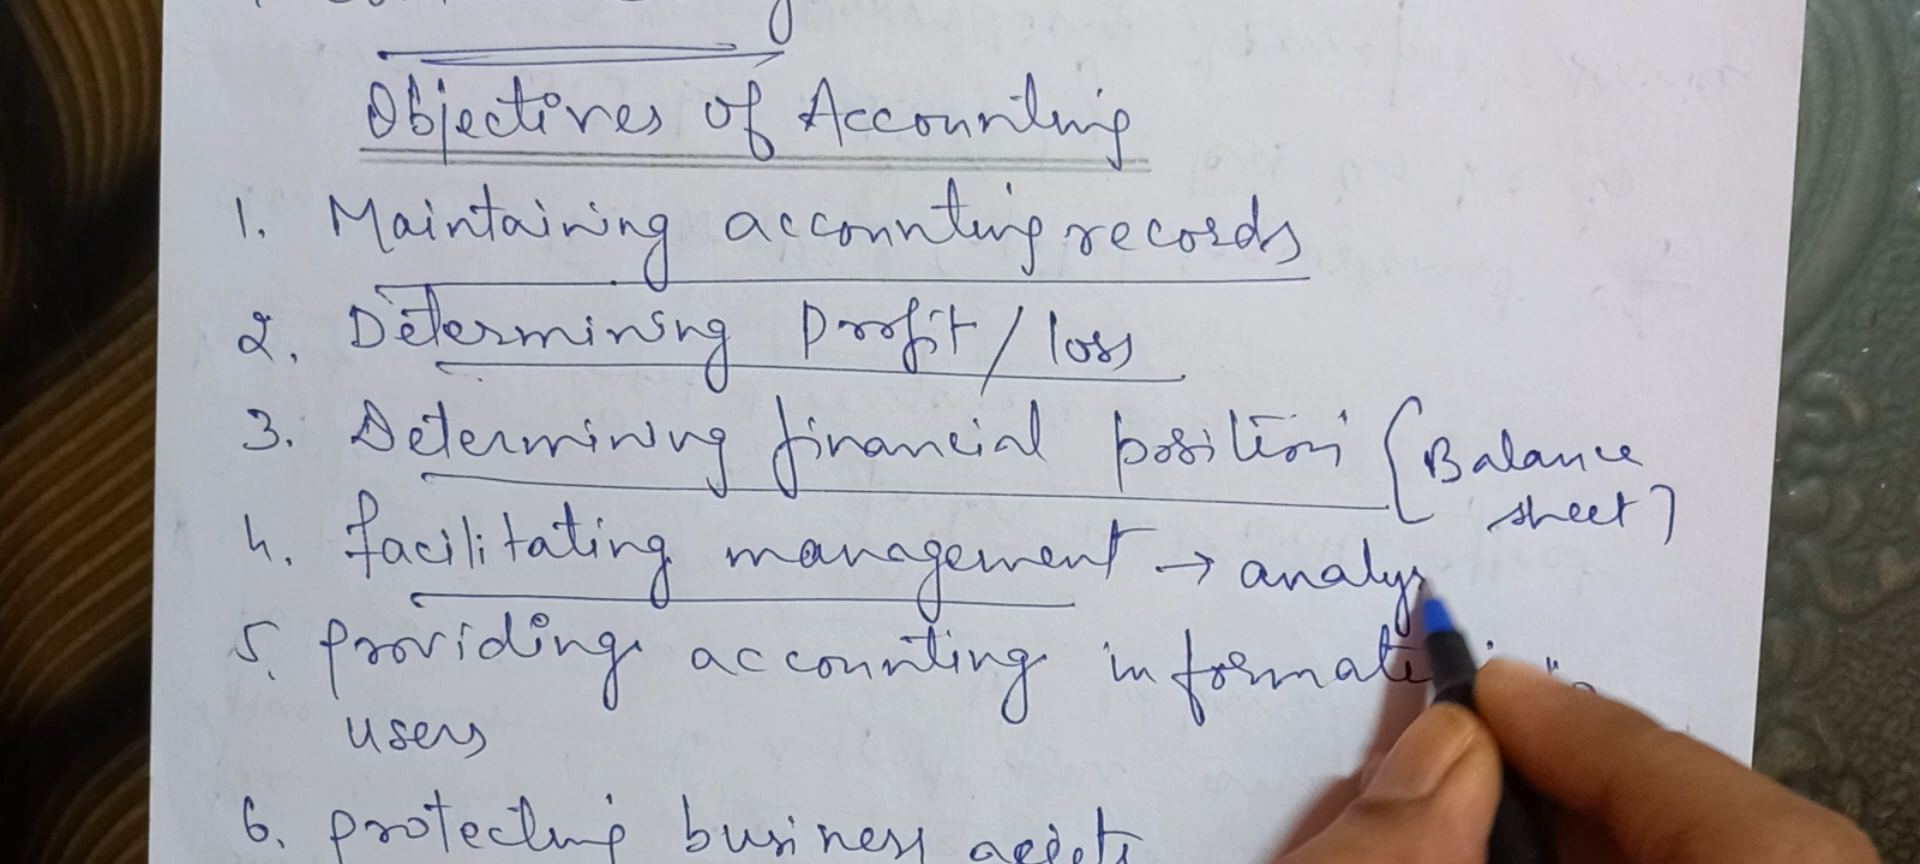 Objectives of Accounting
1. Maintaining accounting records
2. Determining Profit / loss
3. Determining financial position [Balance
sheet]
4. facilitating management → analys
5. providing accounting
users
6. protecting business assets